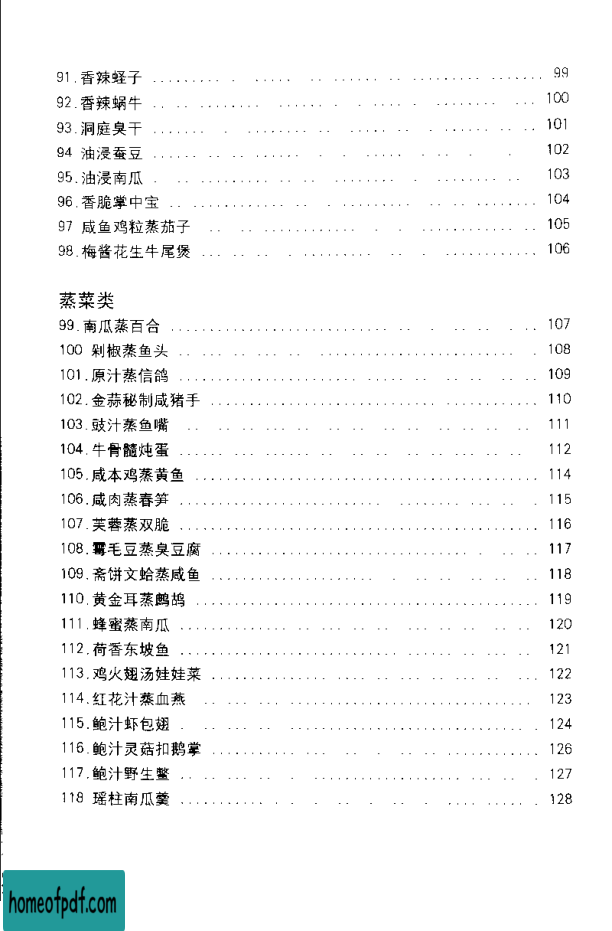 91.香辣蛏子 99
92.香辣蜗牛 100
93.洞庭臭干 101
94 油浸蚕豆 102
95.油浸南瓜 103
96.香脆掌中宝 104
97 咸鱼鸡粒蒸茄子 105
98.梅酱花生牛尾煲 106
蒸菜类
99.南瓜蒸百合 107
100 剁椒蒸鱼头 108
101.原汁蒸信鸽 109
102.金蒜秘制咸猪手 110
103.豉汁蒸鱼嘴 111
104.牛骨髓炖蛋 112
105.咸本鸡蒸黄鱼 114
106.咸肉蒸春笋 115
107.芙蓉蒸双脆 116
108.霉毛豆蒸臭豆腐 117
109.斋饼文蛤蒸咸鱼 118
110.黄金耳蒸鹧鸪 119
111.蜂蜜蒸南瓜 120
112.荷香东坡鱼 121
113.鸡火翅汤娃娃菜 122
114.红花汁蒸血燕 123
115.鲍汁虾包翅 124
116.鲍汁灵菇扣鹅掌 126
117.鲍汁野生鳖 127
118 瑶柱南瓜羹 128
homeofpdf.com